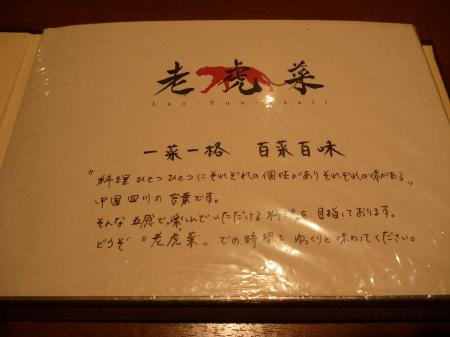 老虎菜
一菜一格 百菜百味
"料理ひとつひとつにそれぞれの個性がありそれぞれの味がある"
中国四川の言葉です。
そんな五感で楽しんでいただける料理を目指しております。
どうぞ"老虎菜"での時間をゆっくりと味わってください。